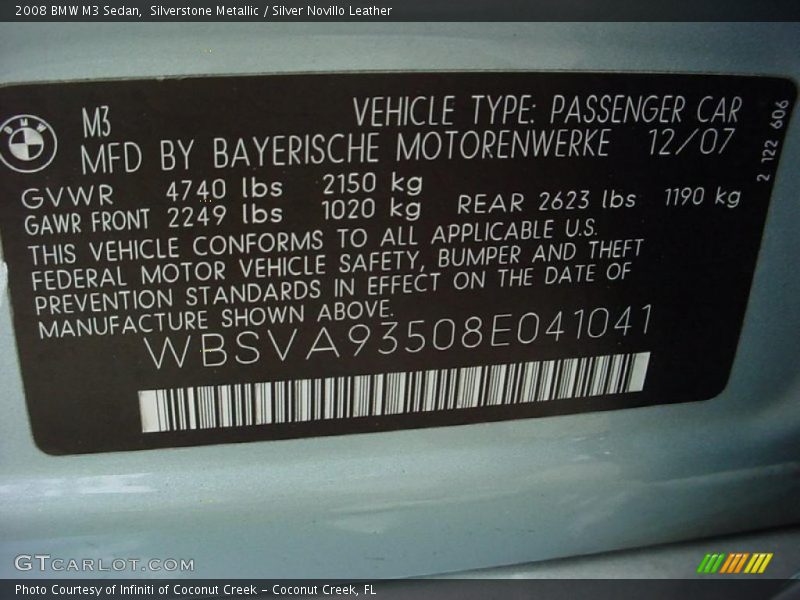 2008 BMW M3 Sedan,  Silverstone Metallic / Silver Novillo Leather
BMW
M3
VEHICLE TYPE: PASSENGER CAR
MFD BY BAYERISCHE MOTORENWERKE 12/07
GVWR 4740 lbs 2150 kg
GAWR FRONT 2249 lbs 1020 kg REAR 2623 lbs 1190 kg
THIS VEHICLE CONFORMS TO ALL APPLICABLE U.S.
FEDERAL MOTOR VEHICLE SAFETY, BUMPER AND THEFT
PREVENTION STANDARDS IN EFFECT ON THE DATE OF
MANUFACTURE SHOWN ABOVE.
WBSVA93508E041041
2 122 606
GTCARLOT.COM
Photo Courtesy of Infiniti of Coconut Creek – Coconut Creek, FL